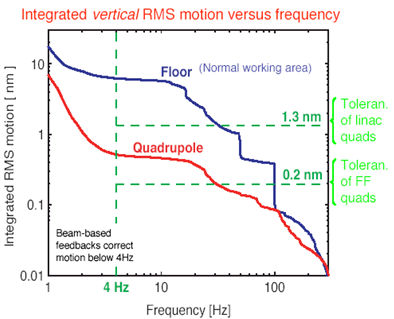 Integrated vertical RMS motion versus frequency
Integrated RMS motion [ nm ]
10
1
0.1
0.01
Floor (Normal working area)
1.3 nm
Quadrupole
0.2 nm
Toleran.
of linac
quads
Toleran.
of FF
quads
Beam-based
feedbacks correct
motion below 4Hz
1
4 Hz
10
100
Frequency [Hz]